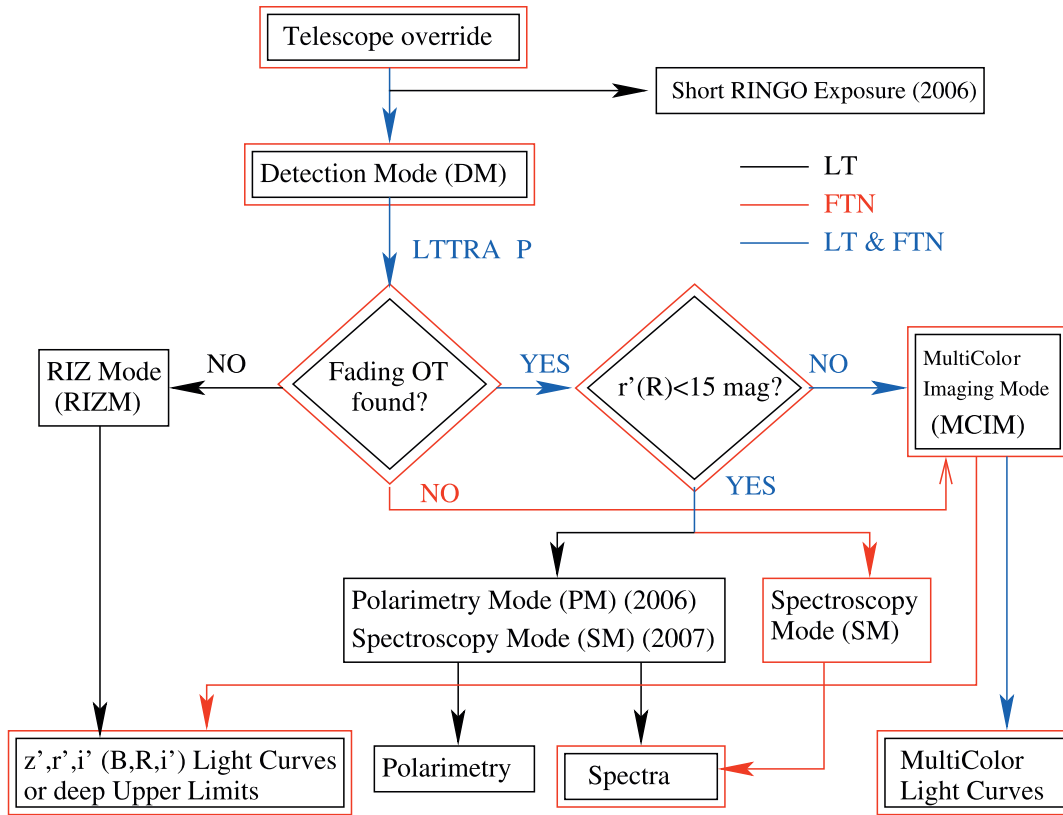 Telescope override
Short RINGO Exposure (2006)
Detection Mode (DM)
LT
FTN
LT & FTN
LTTRA P
NO
Fading OT
found?
YES
r'(R)<15 mag?
NO
RIZ Mode
(RIZM)
MultiColor
Imaging Mode
(MCIM)
NO
YES
Polarimetry Mode (PM) (2006)
Spectroscopy Mode (SM) (2007)
Spectroscopy
Mode (SM)
z’,r’,i’ (B,R,i’) Light Curves
or deep Upper Limits
Polarimetry
Spectra
MultiColor
Light Curves